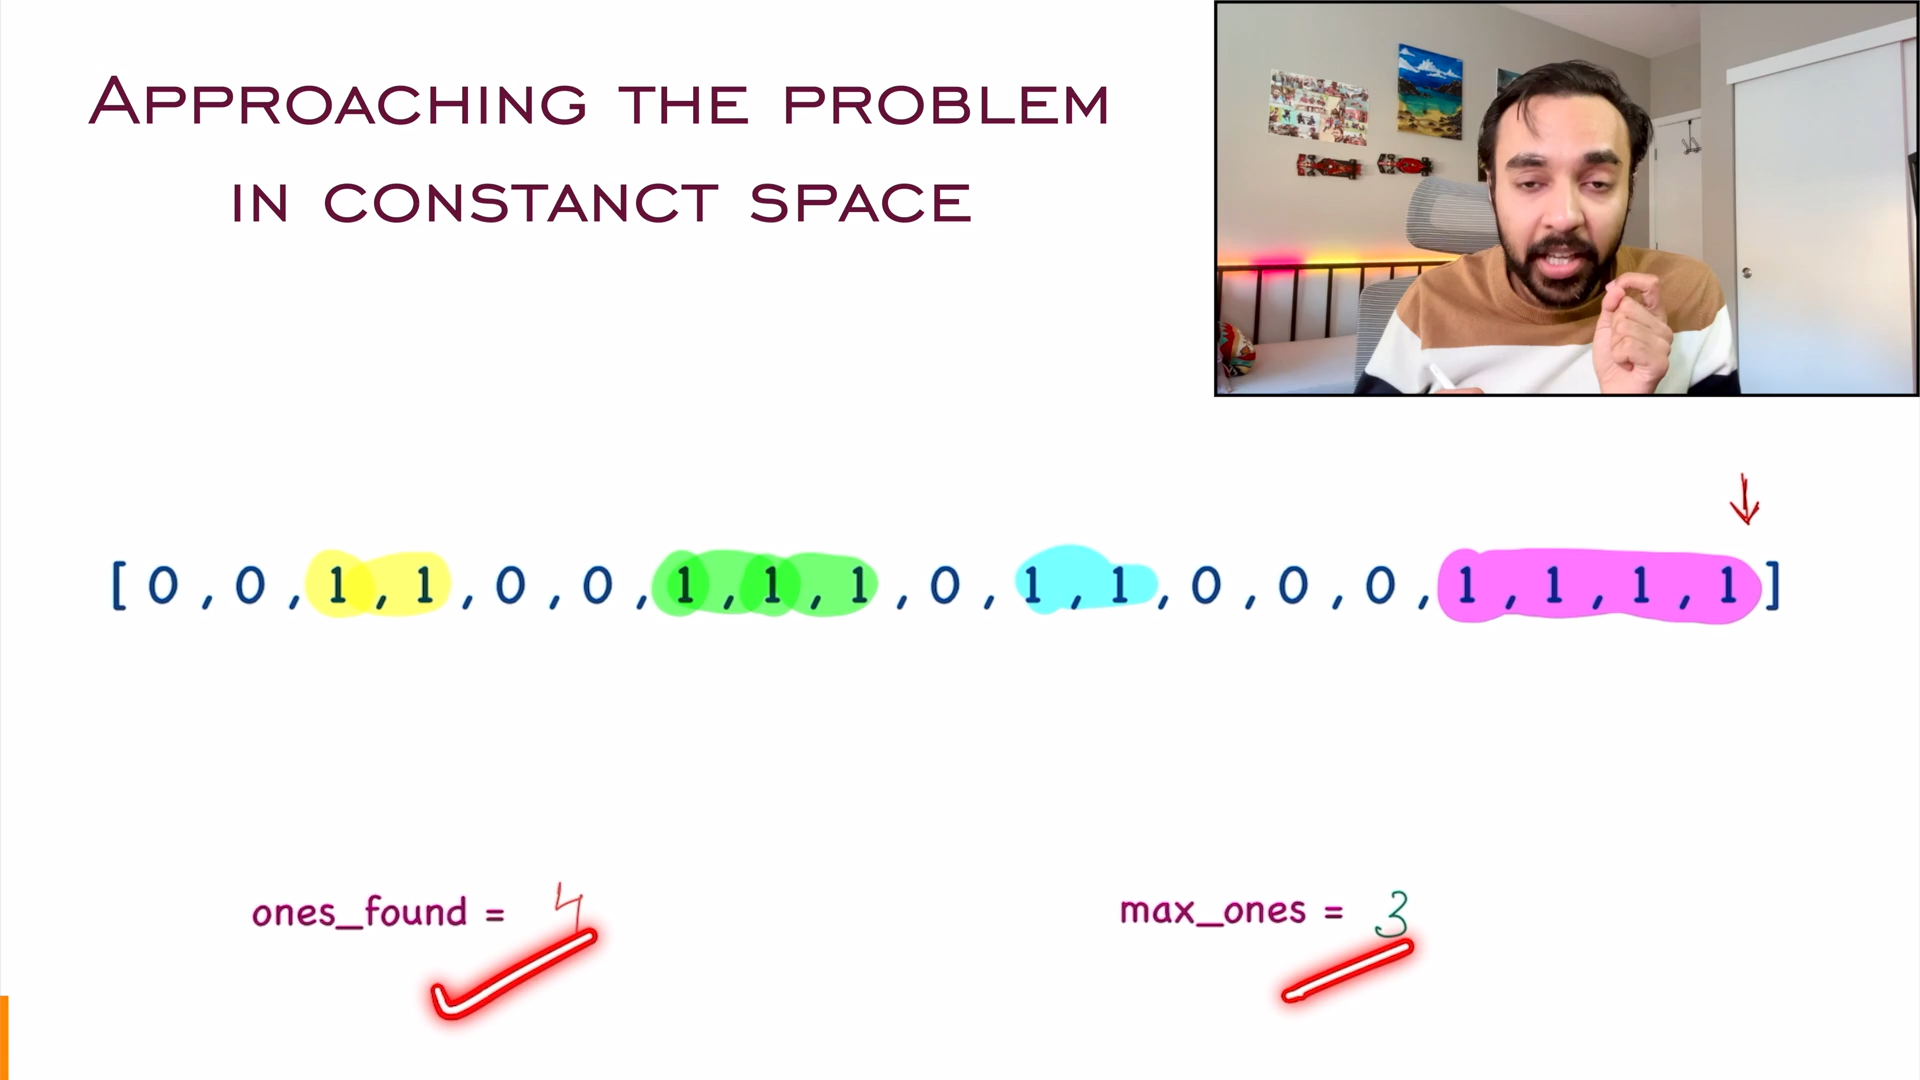 APPROACHING THE PROBLEM
IN CONSTANCT SPACE
[ 0 , 0 , 1 , 1 , 0 , 0 , 1 , 1 , 1 , 0 , 1 , 1 , 0 , 0 , 0 , 1 , 1 , 1 , 1 ]
ones_found = 4
max_ones = 3